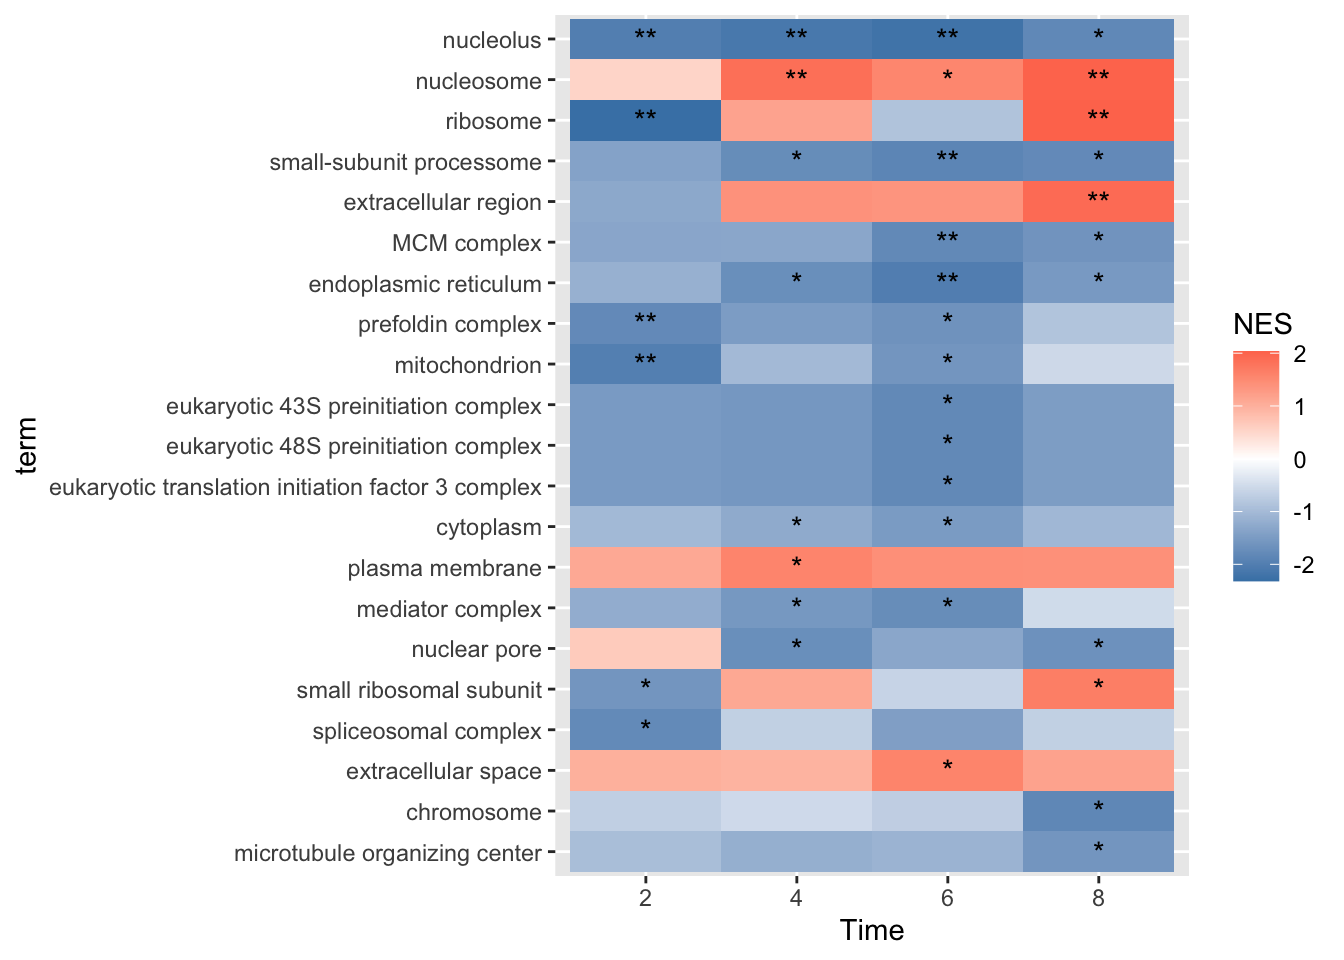 nucleolus ** ** ** *
nucleosome ** * **
ribosome ** **
small-subunit processome * ** *
extracellular region **
MCM complex ** *
endoplasmic reticulum * ** *
prefoldin complex ** *
mitochondrion ** *
eukaryotic 43S preinitiation complex *
eukaryotic 48S preinitiation complex *
eukaryotic translation initiation factor 3 complex *
cytoplasm * *
plasma membrane *
mediator complex * *
nuclear pore * *
small ribosomal subunit * *
spliceosomal complex *
extracellular space *
chromosome *
microtubule organizing center *
term
2 4 6 8
Time
NES
2
1
0
-1
-2